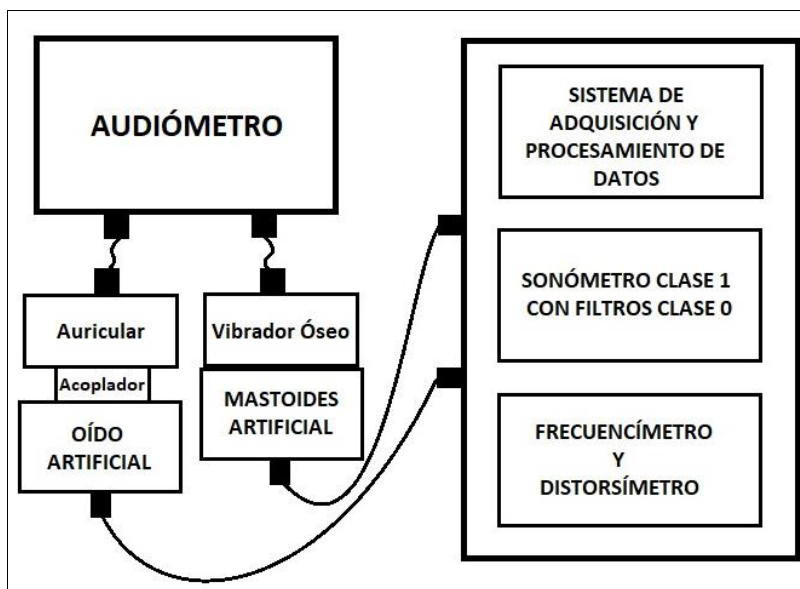 AUDIÓMETRO
Auricular
Acoplador
OÍDO
ARTIFICIAL
Vibrador Óseo
MASTOIDES
ARTIFICIAL
SISTEMA DE
ADQUISICIÓN Y
PROCESAMIENTO DE
DATOS
SONÓMETRO CLASE 1
CON FILTROS CLASE 0
FRECUENCÍMETRO
Y
DISTORSÍMETRO